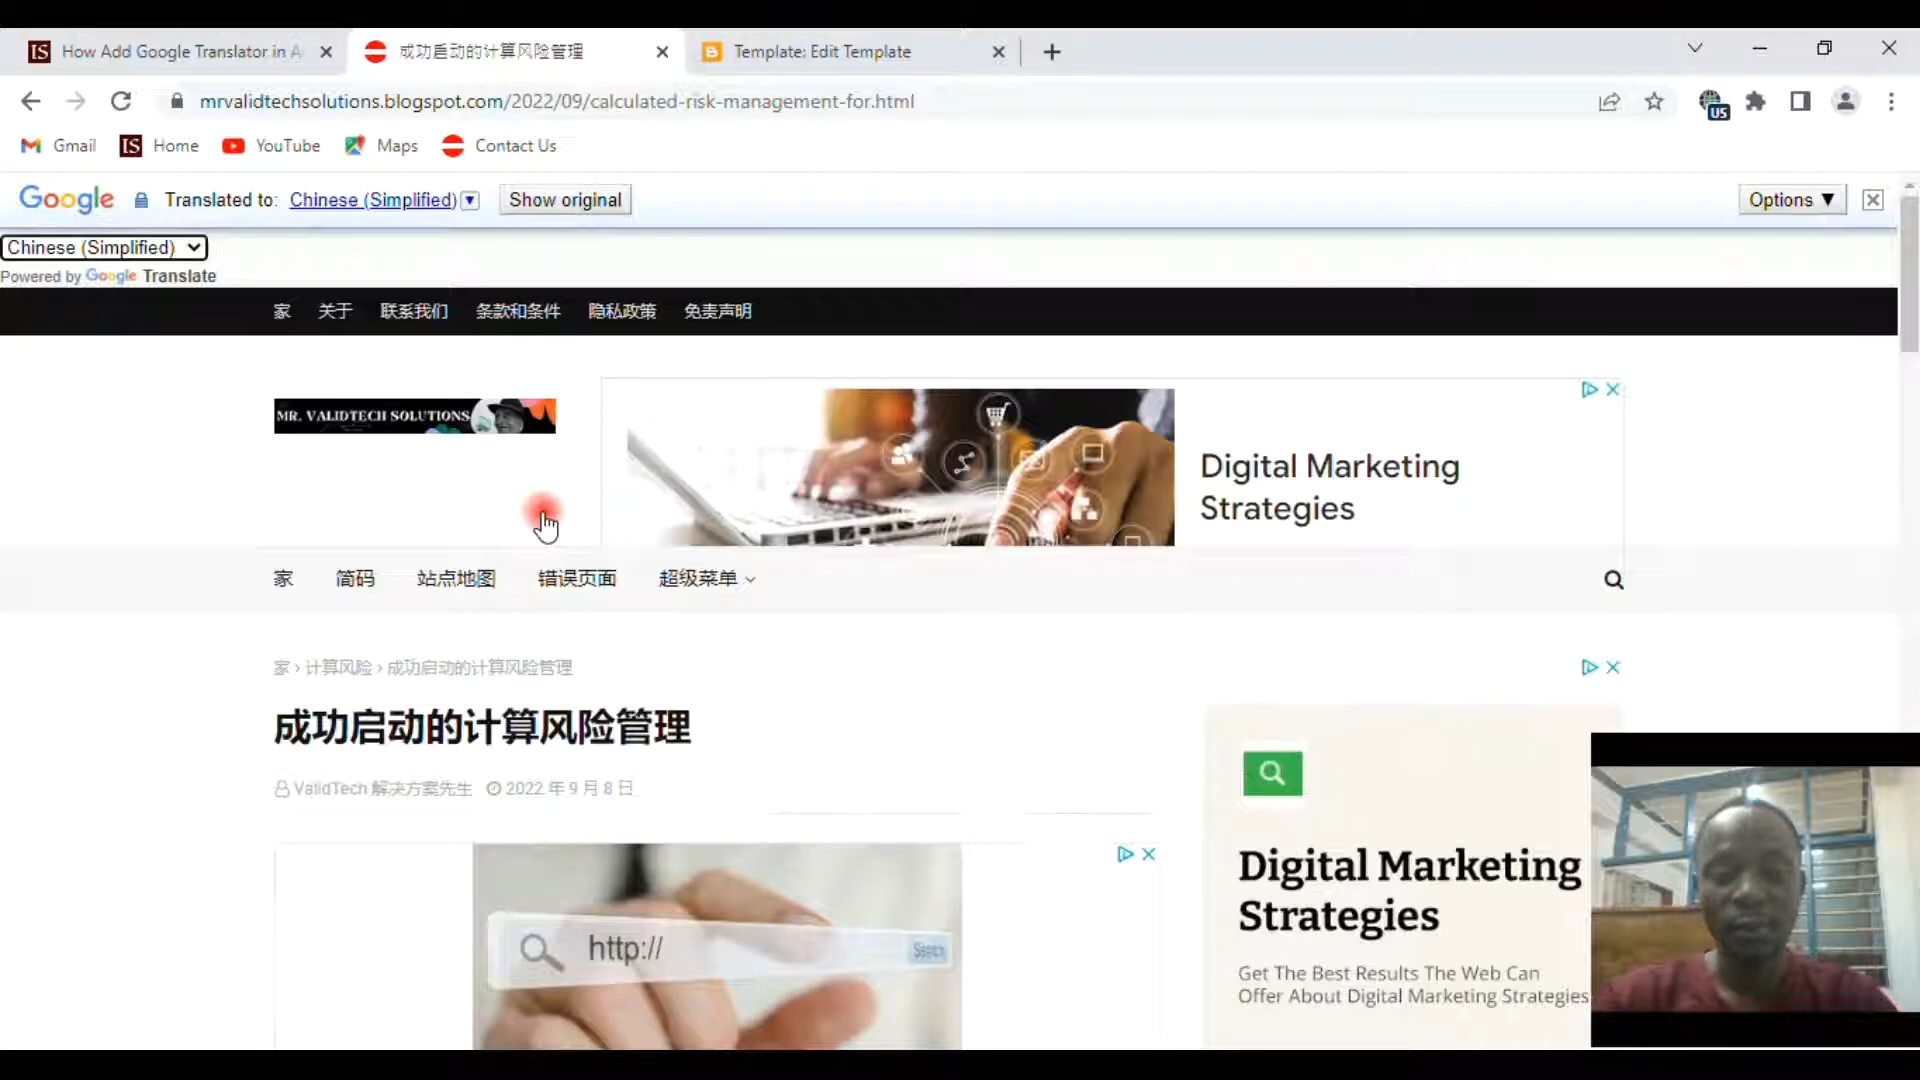 How Add Google Translator in A
成功启动的计算风险管理
Template: Edit Template
mrvalidtechsolutions.blogspot.com/2022/09/calculated-risk-management-for.html
US
Gmail
IS
Home
YouTube
Maps
Contact Us
Google
Translated to:
Chinese (Simplified)
Show original
Options ▼
Chinese (Simplified)
Powered by Google Translate
家 关于 联系我们 条款和条件 隐私政策 免责声明
MR. VALIDTECH SOLUTIONS
Digital Marketing
Strategies
家 简码 站点地图 错误页面 超级菜单
家 › 计算风险 › 成功启动的计算风险管理
成功启动的计算风险管理
ValidTech 解决方案先生 2022 年 9 月 8 日
http://
Search
Digital Marketing
Strategies
Get The Best Results The Web Can
Offer About Digital Marketing Strategies